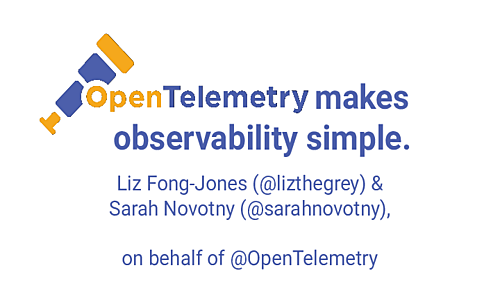 OpenTelemetry makes
observability simple.
Liz Fong-Jones (@lizthegrey) &
Sarah Novotny (@sarahnovotny),
on behalf of @OpenTelemetry